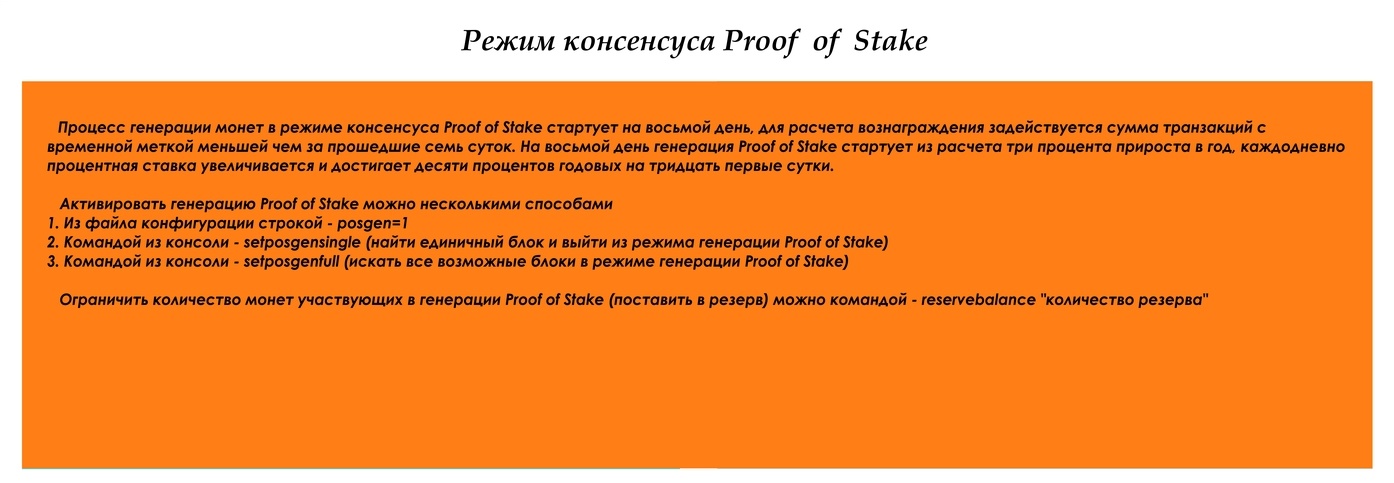 Режим консенсуса Proof of Stake
Процесс генерации монет в режиме консенсуса Proof of Stake стартует на восьмой день, для расчета вознаграждения задействуется сумма транзакций с
временной меткой меньшей чем за прошедшие семь суток. На восьмой день генерация Proof of Stake стартует из расчета три процента прироста в год, каждодневно
процентная ставка увеличивается и достигает десяти процентов годовых на тридцать первые сутки.
Активировать генерацию Proof of Stake можно несколькими способами
1. Из файла конфигурации строкой - posgen=1
2. Командой из консоли - setposgensingle (найти единичный блок и выйти из режима генерации Proof of Stake)
3. Командой из консоли - setposgenfull (искать все возможные блоки в режиме генерации Proof of Stake)
Ограничить количество монет участвующих в генерации Proof of Stake (поставить в резерв) можно командой - reservebalance "количество резерва"